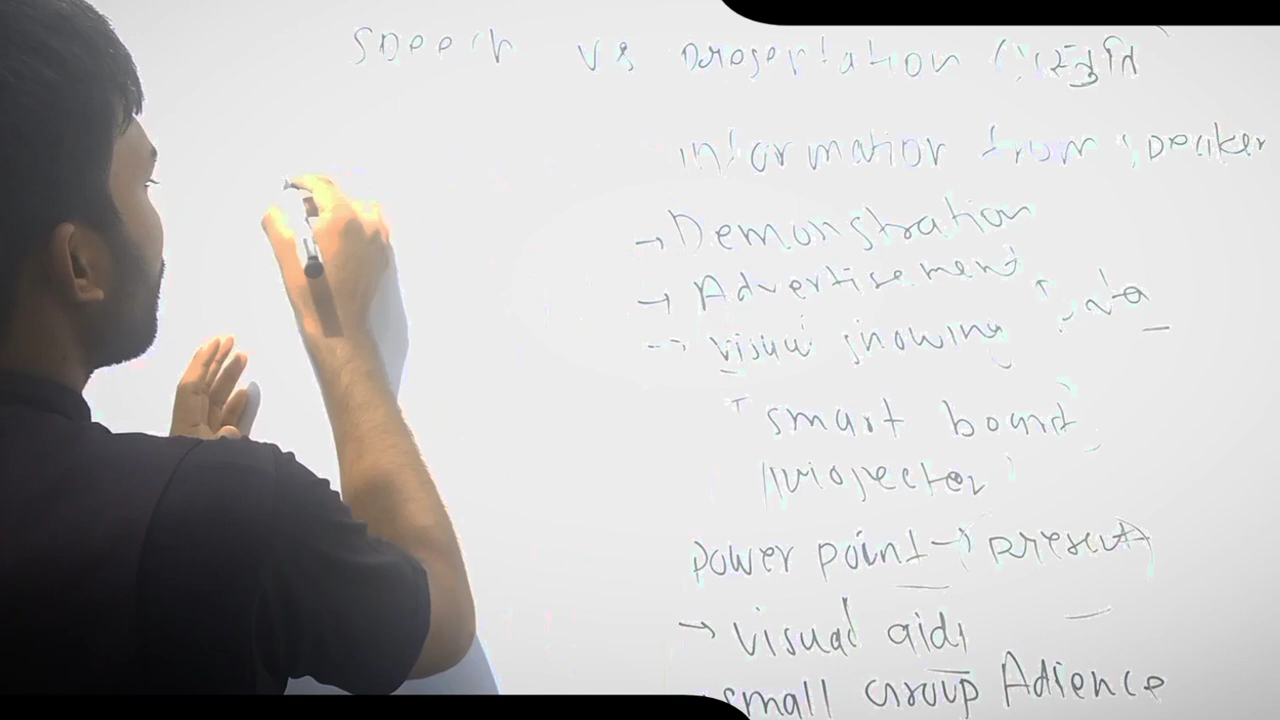 speech vs presentation
information from speaker
→ Demonstration
→ Advertisement
→ visual showing
smart board
projector
power point → present
→ visual aids
small Group Adience